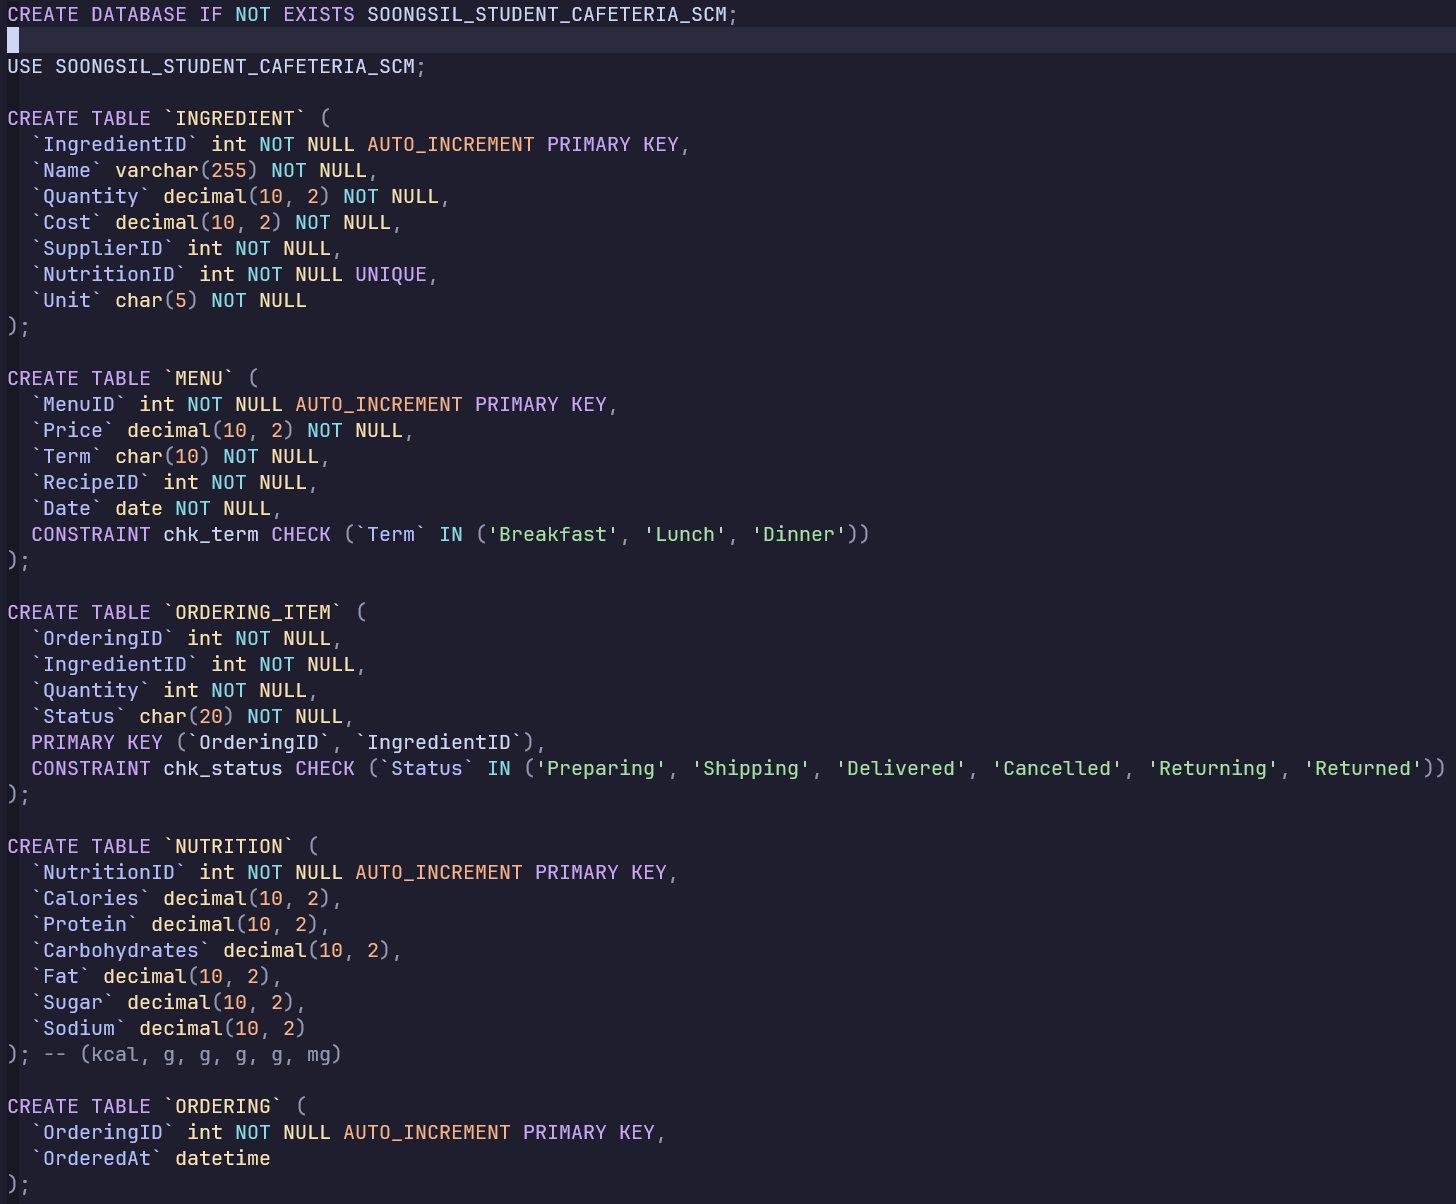 CREATE DATABASE IF NOT EXISTS SOONGSIL_STUDENT_CAFETERIA_SCM;
USE SOONGSIL_STUDENT_CAFETERIA_SCM;
CREATE TABLE `INGREDIENT` (
  `IngredientID` int NOT NULL AUTO_INCREMENT PRIMARY KEY,
  `Name` varchar(255) NOT NULL,
  `Quantity` decimal(10, 2) NOT NULL,
  `Cost` decimal(10, 2) NOT NULL,
  `SupplierID` int NOT NULL,
  `NutritionID` int NOT NULL UNIQUE,
  `Unit` char(5) NOT NULL
);
CREATE TABLE `MENU` (
  `MenuID` int NOT NULL AUTO_INCREMENT PRIMARY KEY,
  `Price` decimal(10, 2) NOT NULL,
  `Term` char(10) NOT NULL,
  `RecipeID` int NOT NULL,
  `Date` date NOT NULL,
  CONSTRAINT chk_term CHECK (`Term` IN ('Breakfast', 'Lunch', 'Dinner'))
);
CREATE TABLE `ORDERING_ITEM` (
  `OrderingID` int NOT NULL,
  `IngredientID` int NOT NULL,
  `Quantity` int NOT NULL,
  `Status` char(20) NOT NULL,
  PRIMARY KEY (`OrderingID`, `IngredientID`),
  CONSTRAINT chk_status CHECK (`Status` IN ('Preparing', 'Shipping', 'Delivered', 'Cancelled', 'Returning', 'Returned'))
);
CREATE TABLE `NUTRITION` (
  `NutritionID` int NOT NULL AUTO_INCREMENT PRIMARY KEY,
  `Calories` decimal(10, 2),
  `Protein` decimal(10, 2),
  `Carbohydrates` decimal(10, 2),
  `Fat` decimal(10, 2),
  `Sugar` decimal(10, 2),
  `Sodium` decimal(10, 2)
); -- (kcal, g, g, g, g, mg)
CREATE TABLE `ORDERING` (
  `OrderingID` int NOT NULL AUTO_INCREMENT PRIMARY KEY,
  `OrderedAt` datetime
);